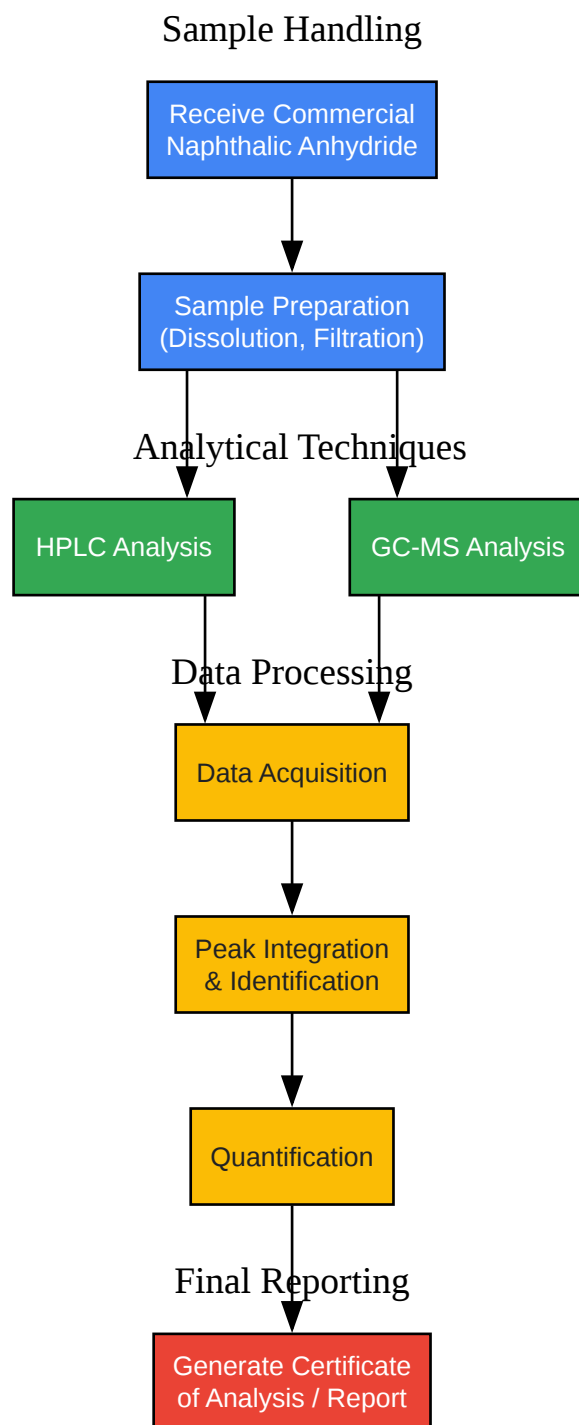 Sample Handling
Receive Commercial
Naphthalic Anhydride
Sample Preparation
(Dissolution, Filtration)
Analytical Techniques
HPLC Analysis
GC-MS Analysis
Data Processing
Data Acquisition
Peak Integration
& Identification
Quantification
Final Reporting
Generate Certificate
of Analysis / Report